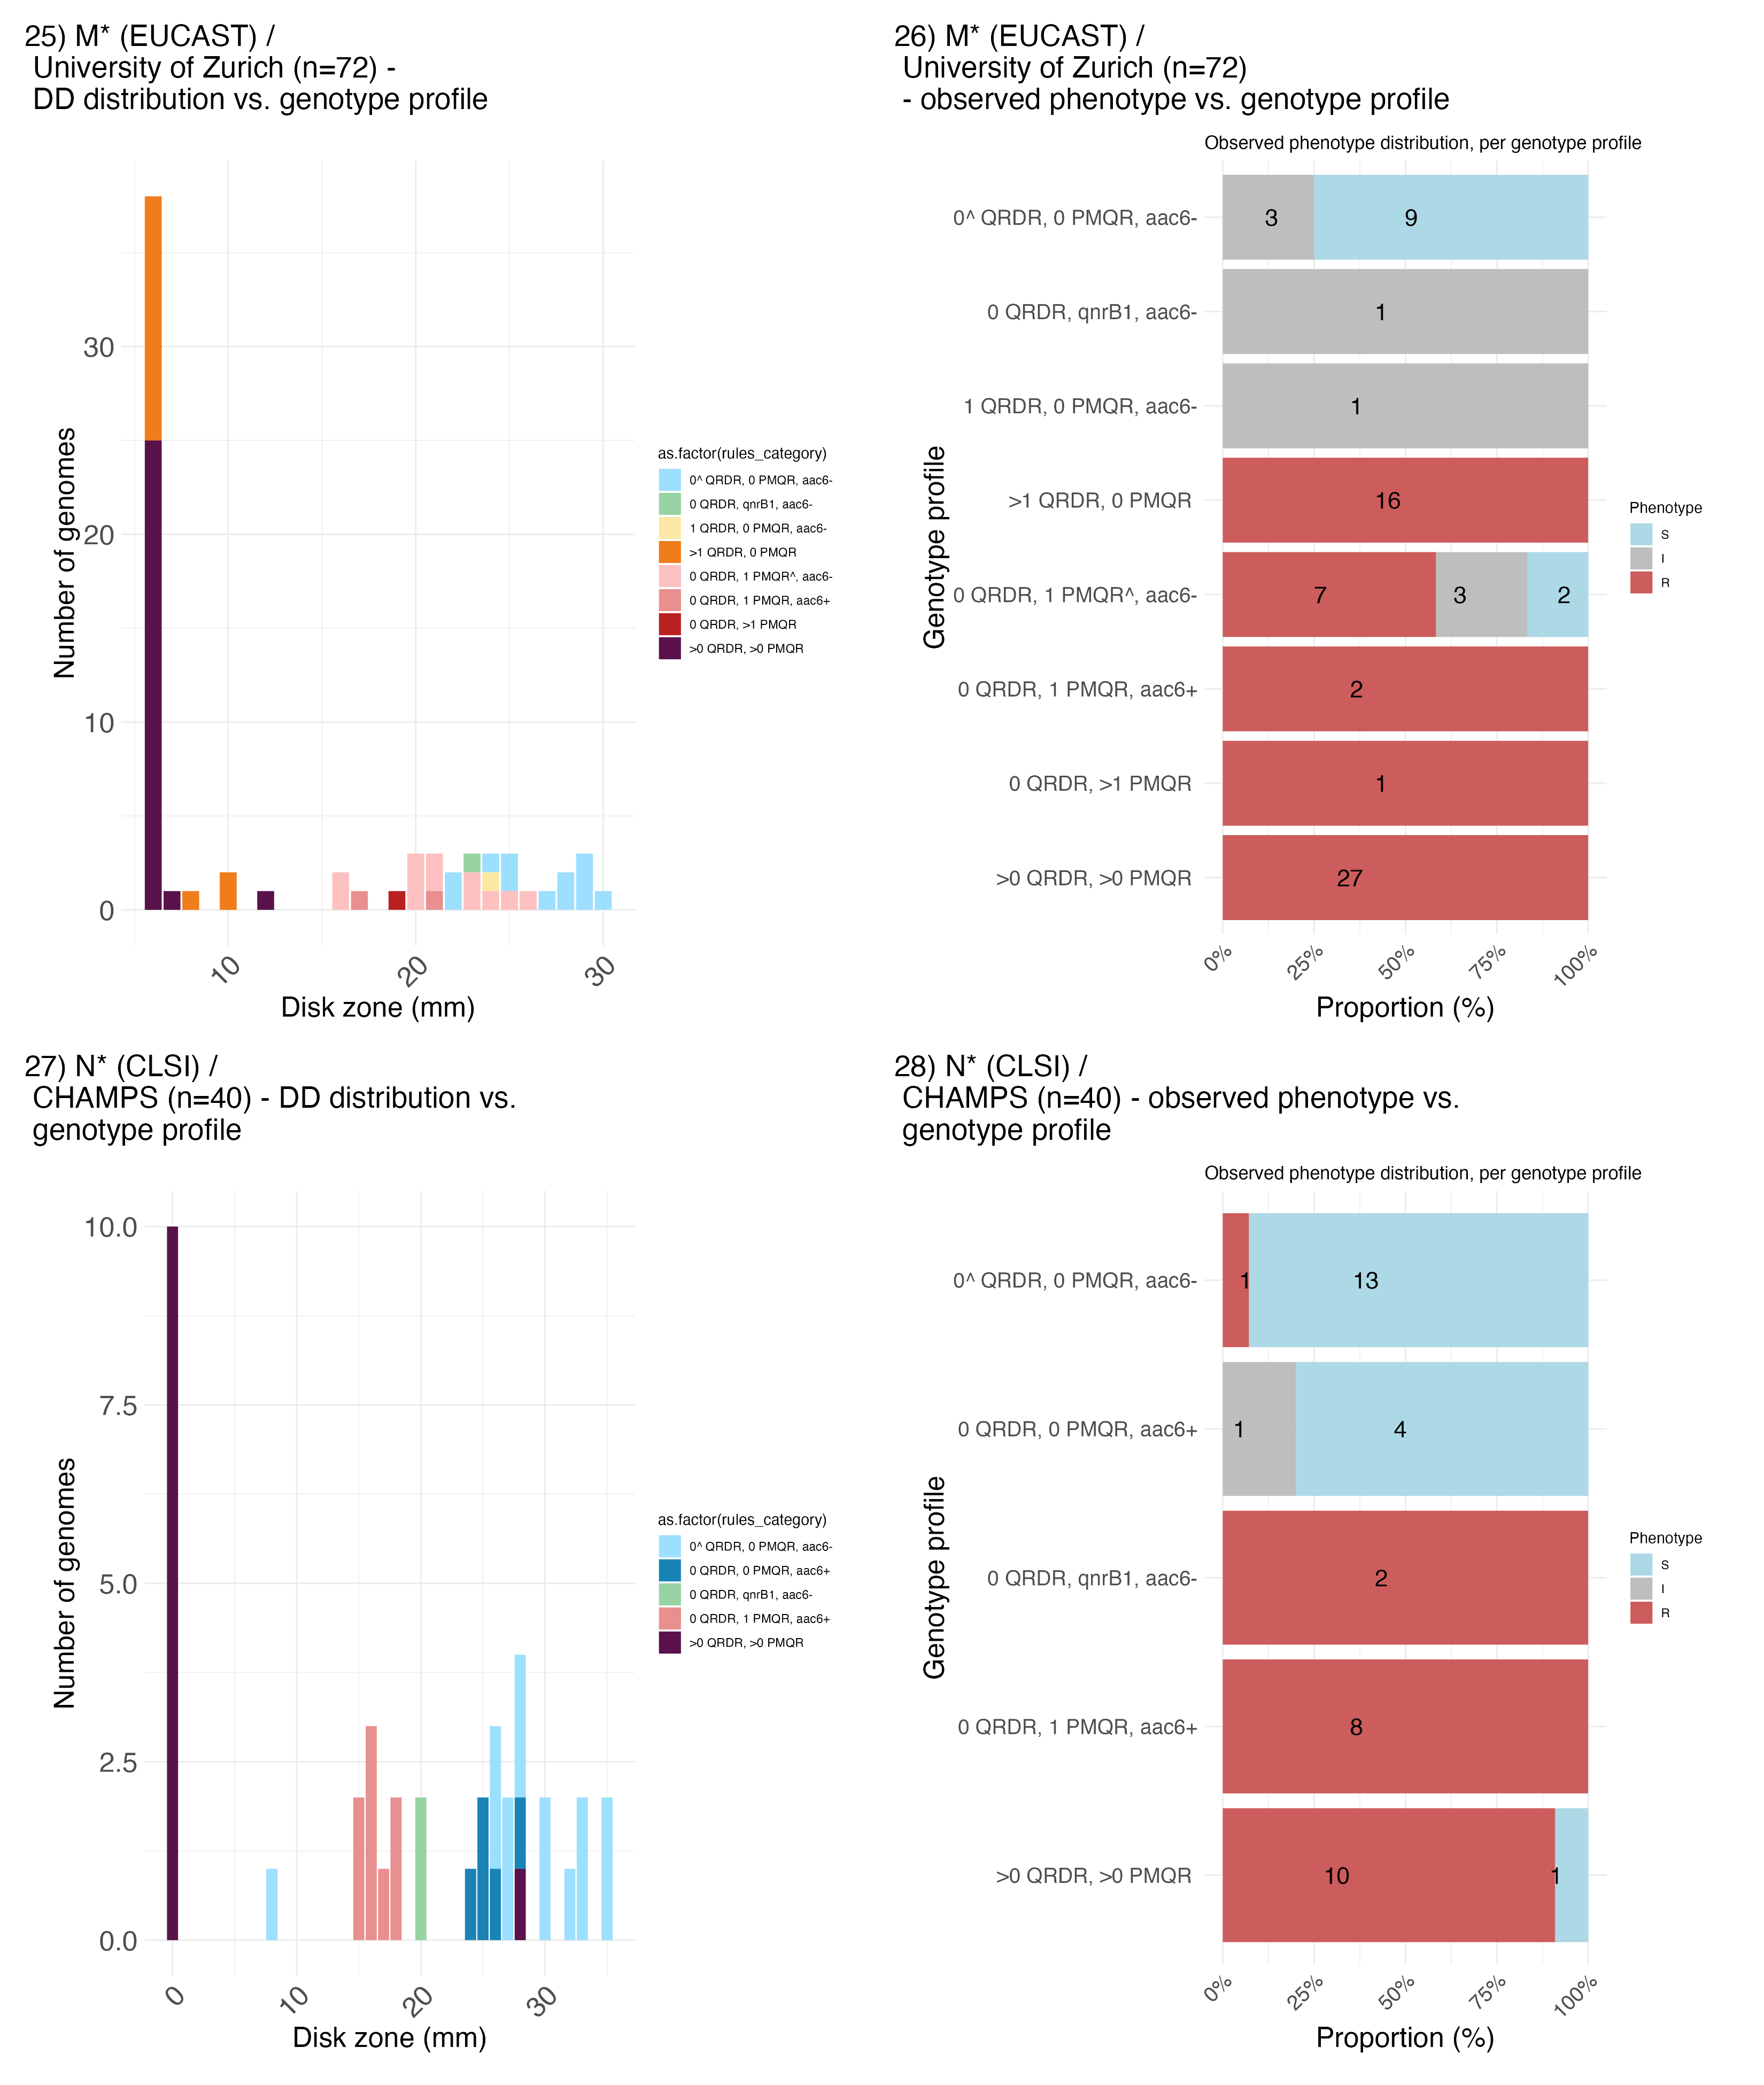 25) M* (EUCAST) /
University of Zurich (n=72) -
DD distribution vs. genotype profile
Number of genomes
30
20
10
0
10
20
30
Disk zone (mm)
as.factor(rules_category)
0^ QRDR, 0 PMQR, aac6-
0 QRDR, qnrB1, aac6-
1 QRDR, 0 PMQR, aac6-
>1 QRDR, 0 PMQR
0 QRDR, 1 PMQR^, aac6-
0 QRDR, 1 PMQR, aac6+
0 QRDR, >1 PMQR
>0 QRDR, >0 PMQR
26) M* (EUCAST) /
University of Zurich (n=72)
- observed phenotype vs. genotype profile
Observed phenotype distribution, per genotype profile
Genotype profile
0^ QRDR, 0 PMQR, aac6-
3
9
0 QRDR, qnrB1, aac6-
1
1 QRDR, 0 PMQR, aac6-
1
>1 QRDR, 0 PMQR
16
0 QRDR, 1 PMQR^, aac6-
7
3
2
0 QRDR, 1 PMQR, aac6+
2
0 QRDR, >1 PMQR
1
>0 QRDR, >0 PMQR
27
0%
25%
50%
75%
100%
Proportion (%)
Phenotype
S
I
R
27) N* (CLSI) /
CHAMPS (n=40) - DD distribution vs.
genotype profile
Number of genomes
10.0
7.5
5.0
2.5
0.0
0
10
20
30
Disk zone (mm)
as.factor(rules_category)
0^ QRDR, 0 PMQR, aac6-
0 QRDR, 0 PMQR, aac6+
0 QRDR, qnrB1, aac6-
0 QRDR, 1 PMQR, aac6+
>0 QRDR, >0 PMQR
28) N* (CLSI) /
CHAMPS (n=40) - observed phenotype vs.
genotype profile
Observed phenotype distribution, per genotype profile
Genotype profile
0^ QRDR, 0 PMQR, aac6-
1
13
0 QRDR, 0 PMQR, aac6+
1
4
0 QRDR, qnrB1, aac6-
2
0 QRDR, 1 PMQR, aac6+
8
>0 QRDR, >0 PMQR
10
1
0%
25%
50%
75%
100%
Proportion (%)
Phenotype
S
I
R